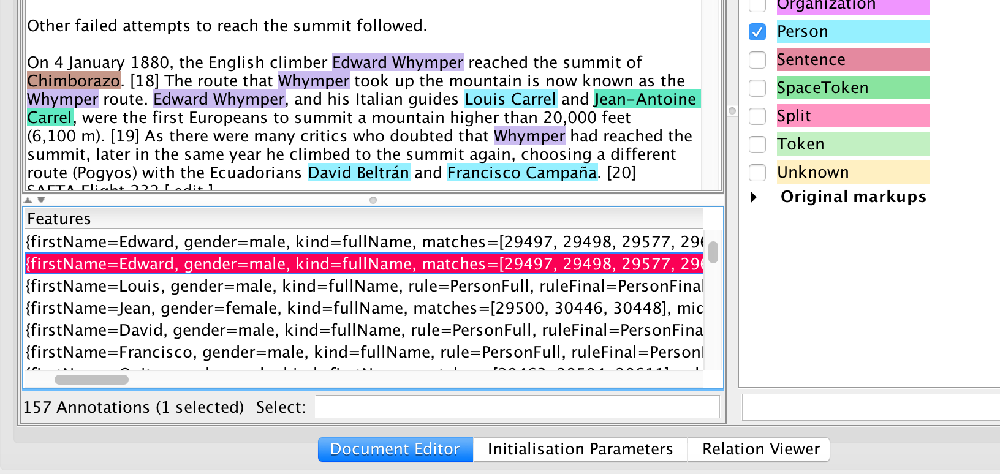 Other failed attempts to reach the summit followed.
On 4 January 1880, the English climber Edward Whymper reached the summit of
Chimborazo. [18] The route that Whymper took up the mountain is now known as the
Whymper route. Edward Whymper, and his Italian guides Louis Carrel and Jean-Antoine
Carrel, were the first Europeans to summit a mountain higher than 20,000 feet
(6,100 m). [19] As there were many critics who doubted that Whymper had reached the
summit, later in the same year he climbed to the summit again, choosing a different
route (Pogyos) with the Ecuadorians David Beltrán and Francisco Campaña. [20]
SAETA Flight 232 [ edit ]
Features
{firstName=Edward, gender=male, kind=fullName, matches=[29497, 29498, 29577, 296
{firstName=Edward, gender=male, kind=fullName, matches=[29497, 29498, 29577, 296
{firstName=Louis, gender=male, kind=fullName, rule=PersonFull, ruleFinal=PersonFinal
{firstName=Jean, gender=female, kind=fullName, matches=[29500, 30446, 30448], mid
{firstName=David, gender=male, kind=fullName, rule=PersonFull, ruleFinal=PersonFina
{firstName=Francisco, gender=male, kind=fullName, rule=PersonFull, ruleFinal=Person
157 Annotations (1 selected) Select:
Organization
Person
Sentence
SpaceToken
Split
Token
Unknown
Original markups
Document Editor
Initialisation Parameters
Relation Viewer